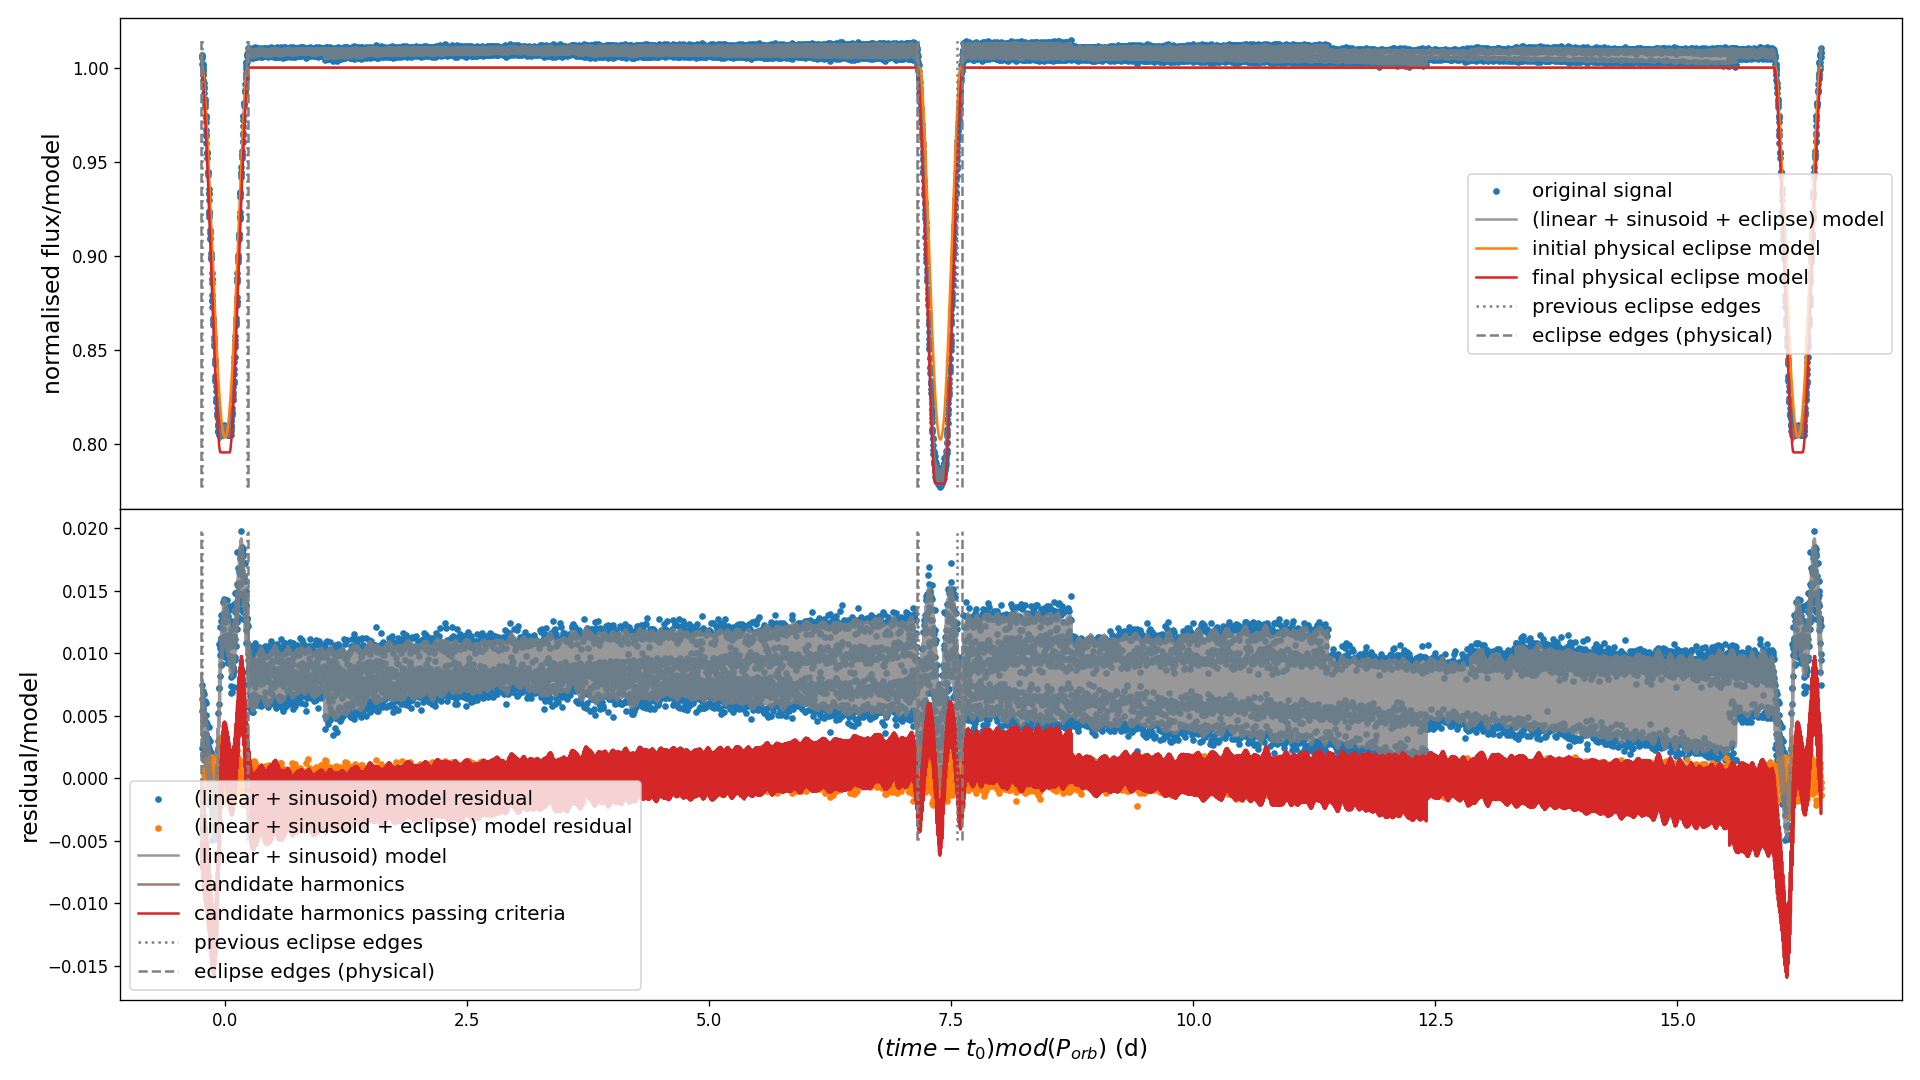 normalised flux/model
1.00
0.95
0.90
0.85
0.80
original signal
(linear + sinusoid + eclipse) model
initial physical eclipse model
final physical eclipse model
previous eclipse edges
eclipse edges (physical)
residual/model
0.020
0.015
0.010
0.005
0.000
−0.005
−0.010
−0.015
(linear + sinusoid) model residual
(linear + sinusoid + eclipse) model residual
(linear + sinusoid) model
candidate harmonics
candidate harmonics passing criteria
previous eclipse edges
eclipse edges (physical)
0.0 2.5 5.0 7.5 10.0 12.5 15.0
(time − t₀)mod(P_orb) (d)